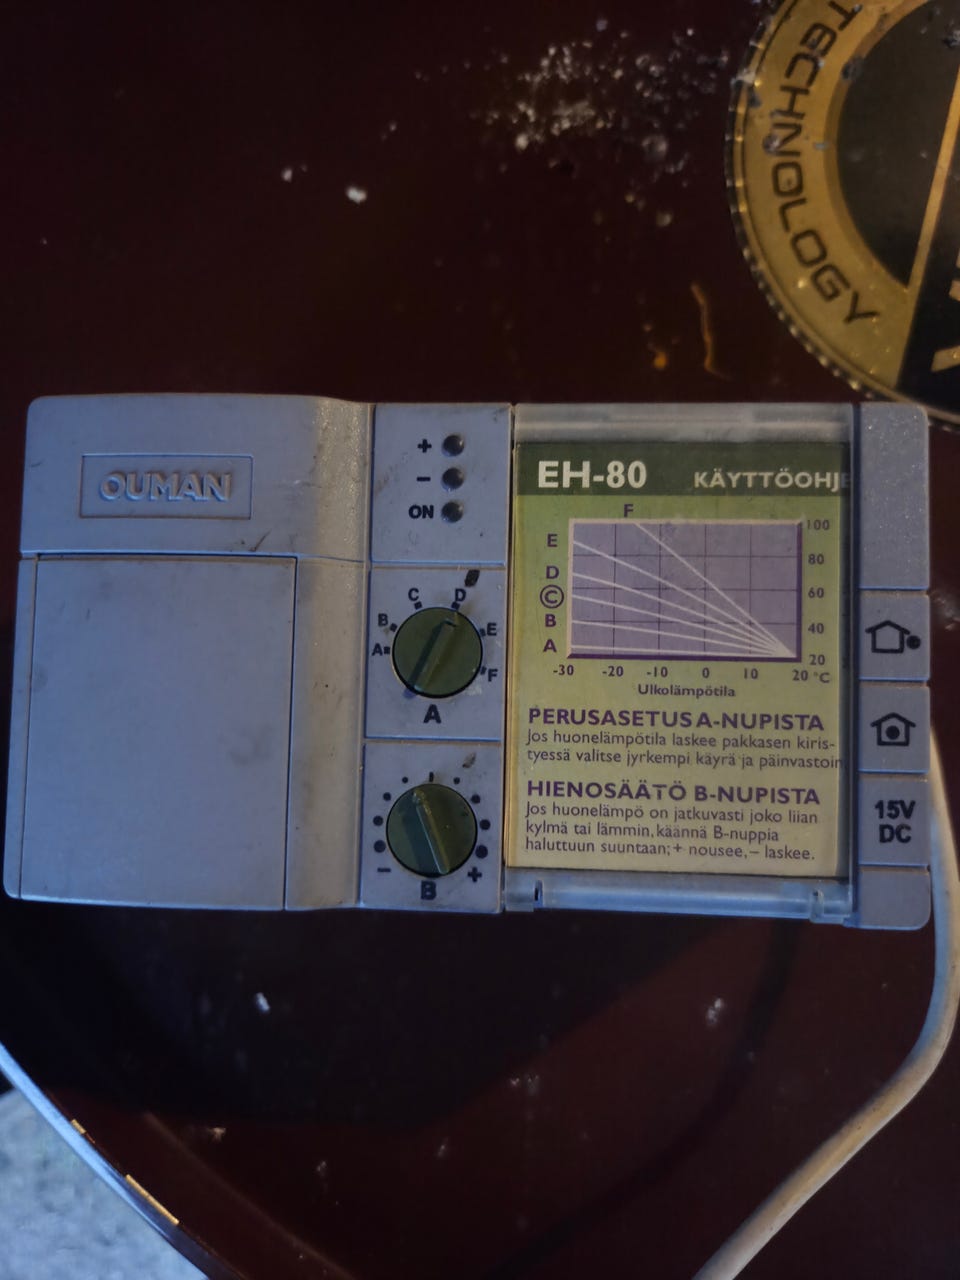 TECHNOLOGY
OUMAN
+
−
ON
A B C D E F
A
− +
B
EH-80 KÄYTTÖOHJE
F
E
D
C
B
A
100
80
60
40
20
-30 -20 -10 0 10 20 °C
Ulkolämpötila
PERUSASETUS A-NUPISTA
Jos huonelämpötila laskee pakkasen kiris-
tyessä valitse jyrkempi käyrä ja päinvastoin
HIENOSÄÄTÖ B-NUPISTA
Jos huonelämpö on jatkuvasti joko liian
kylmä tai lämmin, käännä B-nuppia
haluttuun suuntaan; + nousee, – laskee.
15V
DC